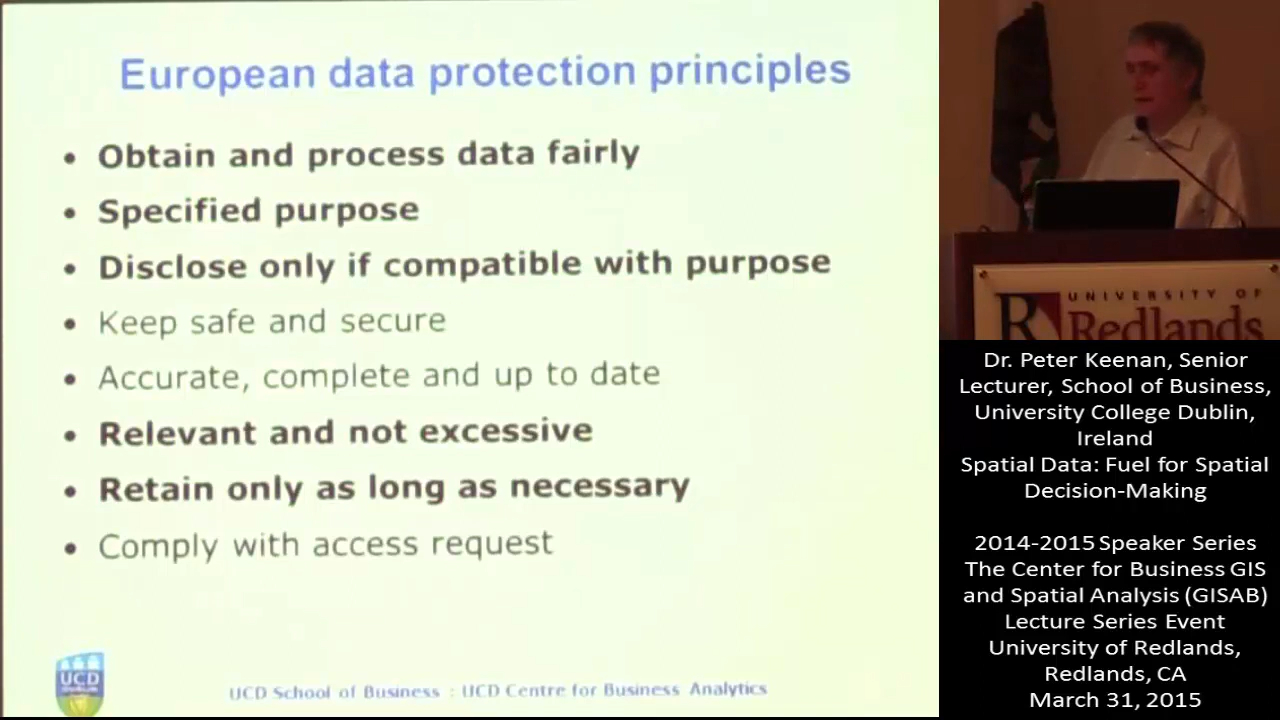 European data protection principles
• Obtain and process data fairly
• Specified purpose
• Disclose only if compatible with purpose
• Keep safe and secure
• Accurate, complete and up to date
• Relevant and not excessive
• Retain only as long as necessary
• Comply with access request
UCD
UCD School of Business : UCD Centre for Business Analytics
R
UNIVERSITY OF
Redlands
Dr. Peter Keenan, Senior
Lecturer, School of Business,
University College Dublin,
Ireland
Spatial Data: Fuel for Spatial
Decision-Making
2014-2015 Speaker Series
The Center for Business GIS
and Spatial Analysis (GISAB)
Lecture Series Event
University of Redlands,
Redlands, CA
March 31, 2015